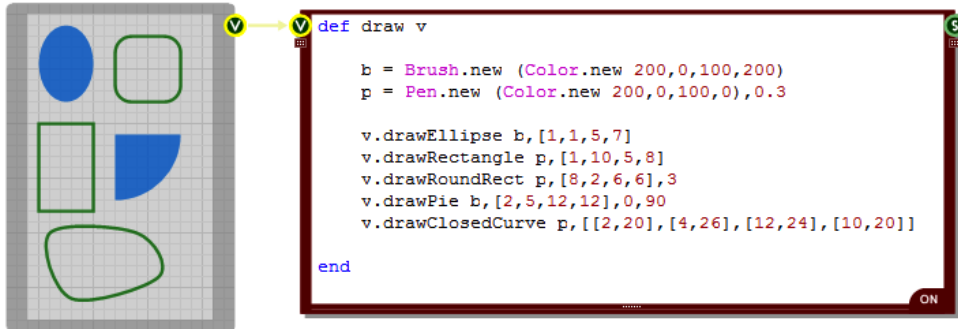 V
V
S
def draw v
b = Brush.new (Color.new 200,0,100,200)
p = Pen.new (Color.new 200,0,100,0),0.3
v.drawEllipse b,[1,1,5,7]
v.drawRectangle p,[1,10,5,8]
v.drawRoundRect p,[8,2,6,6],3
v.drawPie b,[2,5,12,12],0,90
v.drawClosedCurve p,[[2,20],[4,26],[12,24],[10,20]]
end
ON